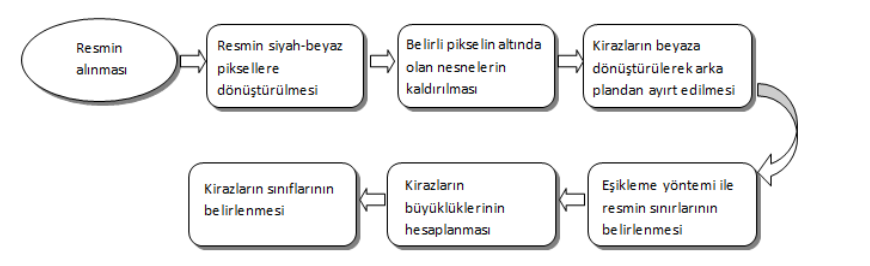 Resmin
alınması
Resmin siyah-beyaz
piksellere
dönüştürülmesi
Belirli pikselin altında
olan nesnelerin
kaldırılması
Kirazların beyaza
dönüştürülerek arka
plandan ayırt edilmesi
Eşikleme yöntemi ile
resmin sınırlarının
belirlenmesi
Kirazların
büyüklüklerinin
hesaplanması
Kirazların sınıflarının
belirlenmesi